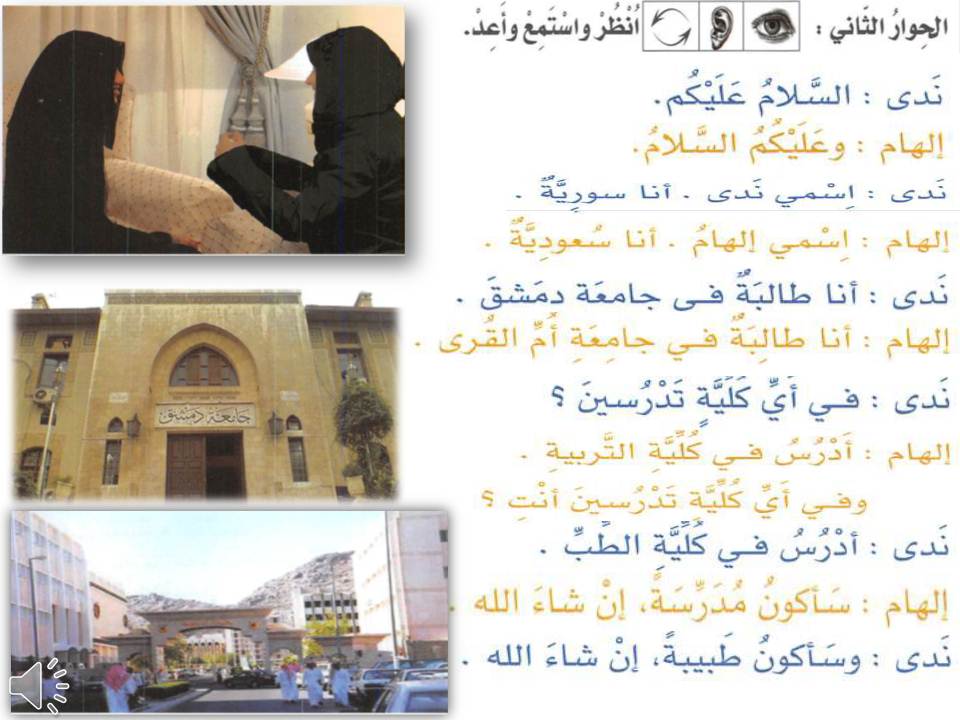 الحِوارُ الثّاني : اُنْظُرْ واسْتَمِعْ وأَعِدْ.
نَدى : السَّلامُ عَلَيْكُم.
إلهام : وعَلَيْكُمُ السَّلامُ.
نَدى : اِسْمي نَدى . أنا سورِيَّةٌ .
إلهام : اِسْمي إلهامُ . أنا سُعودِيَّةٌ .
نَدى : أنا طالبَةٌ فى جامعَة دمَشقَ .
إلهام : أنا طالِبَةٌ في جامِعَةِ أُمِّ القُرى .
نَدى : في أَيِّ كُلِّيَّةٍ تَدْرُسينَ ؟
إلهام : أَدْرُسُ في كُلِّيَّةِ التَّربيةِ .
وفي أَيِّ كُلِّيَّة تَدْرُسينَ أنْتِ ؟
نَدى : أدْرُسُ في كُلِّيَّةِ الطِّبِّ .
إلهام : سَأكونُ مُدَرِّسَةً، إنْ شاءَ الله .
نَدى : وسَأكونُ طَبيبةً، إنْ شاءَ الله .
جامعة دمشق